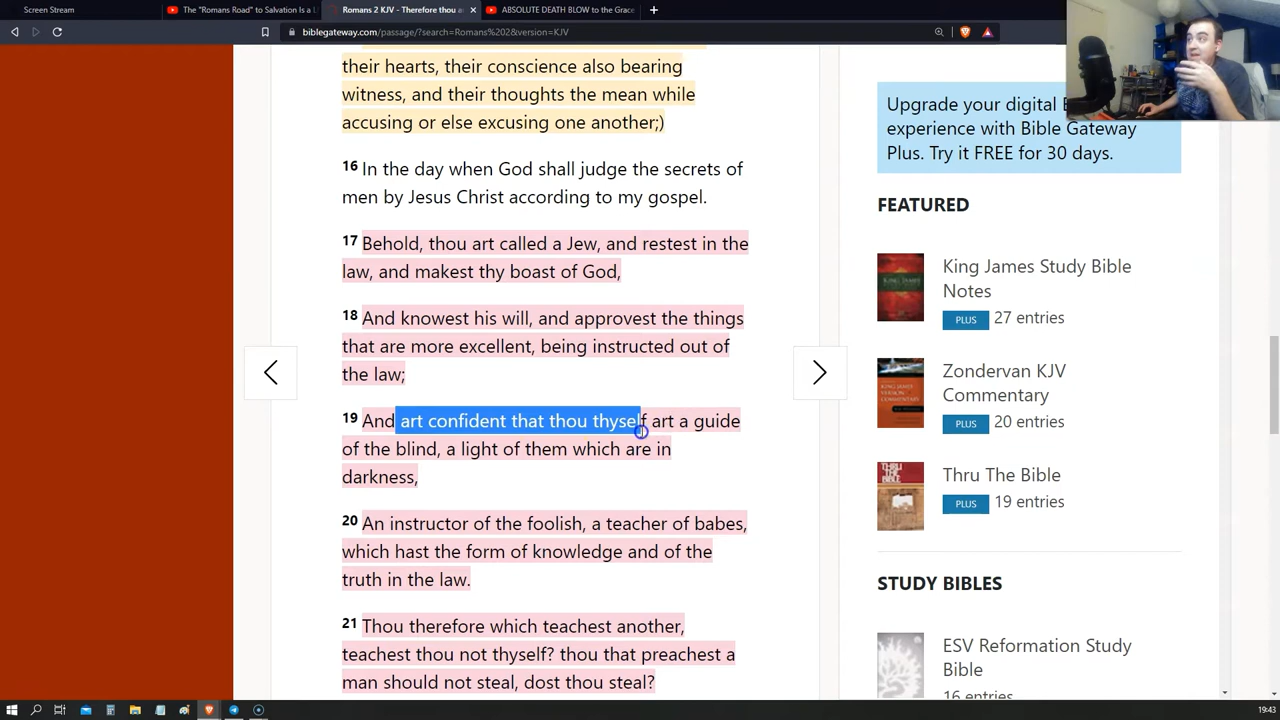 Screen Stream
The "Romans Road" to Salvation Is a L
Romans 2 KJV - Therefore thou a
ABSOLUTE DEATH BLOW to the Grace
biblegateway.com/passage/?search=Romans%202&version=KJV
their hearts, their conscience also bearing
witness, and their thoughts the mean while
accusing or else excusing one another;)
16 In the day when God shall judge the secrets of
men by Jesus Christ according to my gospel.
17 Behold, thou art called a Jew, and restest in the
law, and makest thy boast of God,
18 And knowest his will, and approvest the things
that are more excellent, being instructed out of
the law;
19 And art confident that thou thyself art a guide
of the blind, a light of them which are in
darkness,
20 An instructor of the foolish, a teacher of babes,
which hast the form of knowledge and of the
truth in the law.
21 Thou therefore which teachest another,
teachest thou not thyself? thou that preachest a
man should not steal, dost thou steal?
Upgrade your digital
experience with Bible Gateway
Plus. Try it FREE for 30 days.
FEATURED
King James Study Bible
Notes
PLUS 27 entries
Zondervan KJV
Commentary
PLUS 20 entries
Thru The Bible
PLUS 19 entries
STUDY BIBLES
ESV Reformation Study
Bible
16 entries
19:43